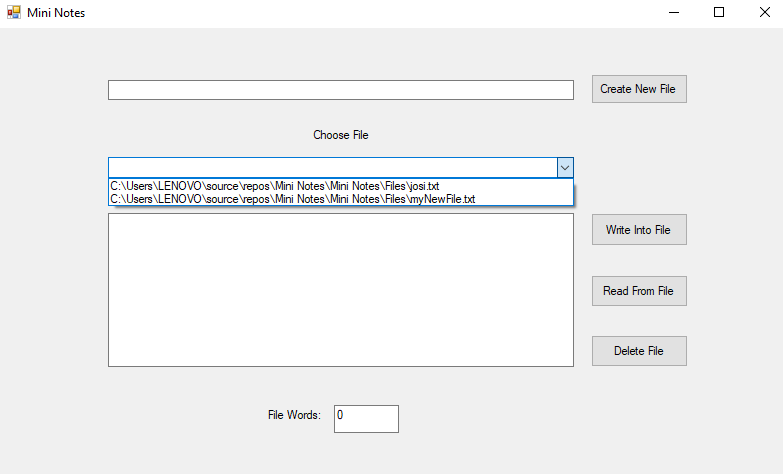 Mini Notes
Create New File
Choose File
C:\Users\LENOVO\source\repos\Mini Notes\Mini Notes\Files\josi.txt
C:\Users\LENOVO\source\repos\Mini Notes\Mini Notes\Files\myNewFile.txt
Write Into File
Read From File
Delete File
File Words: 0